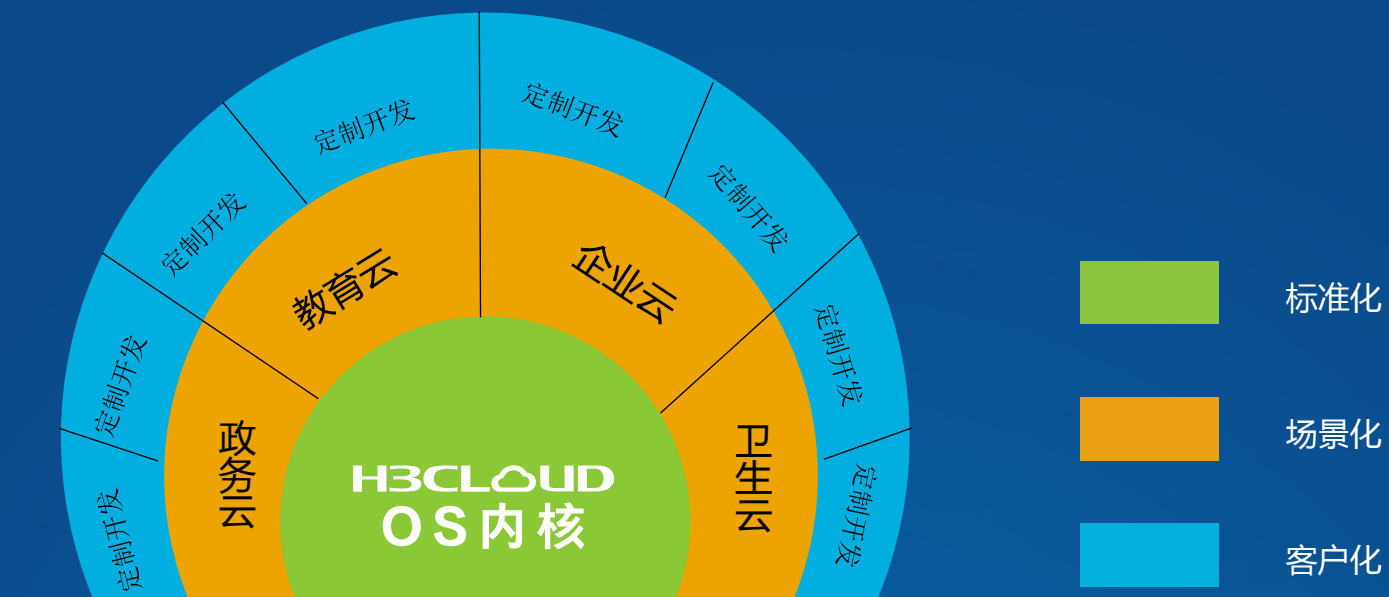 定制开发
定制开发
定制开发
定制开发
定制开发
定制开发
定制开发
定制开发
教育云
企业云
政务云
卫生云
H3CLOUD
OS内核
标准化
场景化
客户化